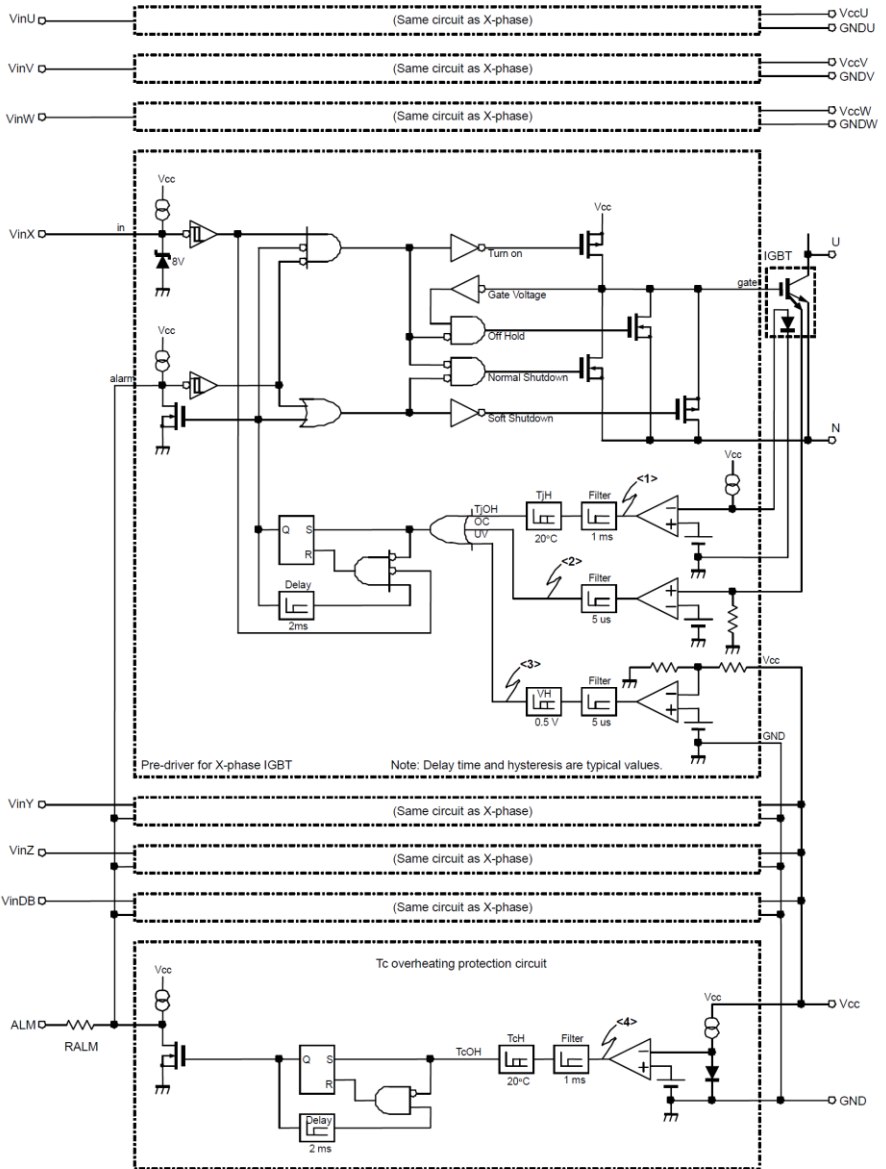 VinU
(Same circuit as X-phase)
VccU
GNDU
VinV
(Same circuit as X-phase)
VccV
GNDV
VinW
(Same circuit as X-phase)
VccW
GNDW
Vcc
Vcc
VinX
in
8V
Turn on
U
IGBT
Gate Voltage
gate
Off Hold
Vcc
alarm
Normal Shutdown
Soft Shutdown
N
Vcc
<1>
TjH
Filter
TjOH
OC
UV
20°C
1 ms
Q
S
R
<2>
Delay
2ms
Filter
5 us
<3>
Vcc
VH
Filter
0.5 V
5 us
GND
Pre-driver for X-phase IGBT
Note: Delay time and hysteresis are typical values.
VinY
(Same circuit as X-phase)
VinZ
(Same circuit as X-phase)
VinDB
(Same circuit as X-phase)
Tc overheating protection circuit
Vcc
Vcc
Vcc
ALM
RALM
<4>
TcH
Filter
TcOH
20°C
1 ms
Q
S
R
Delay
2 ms
GND